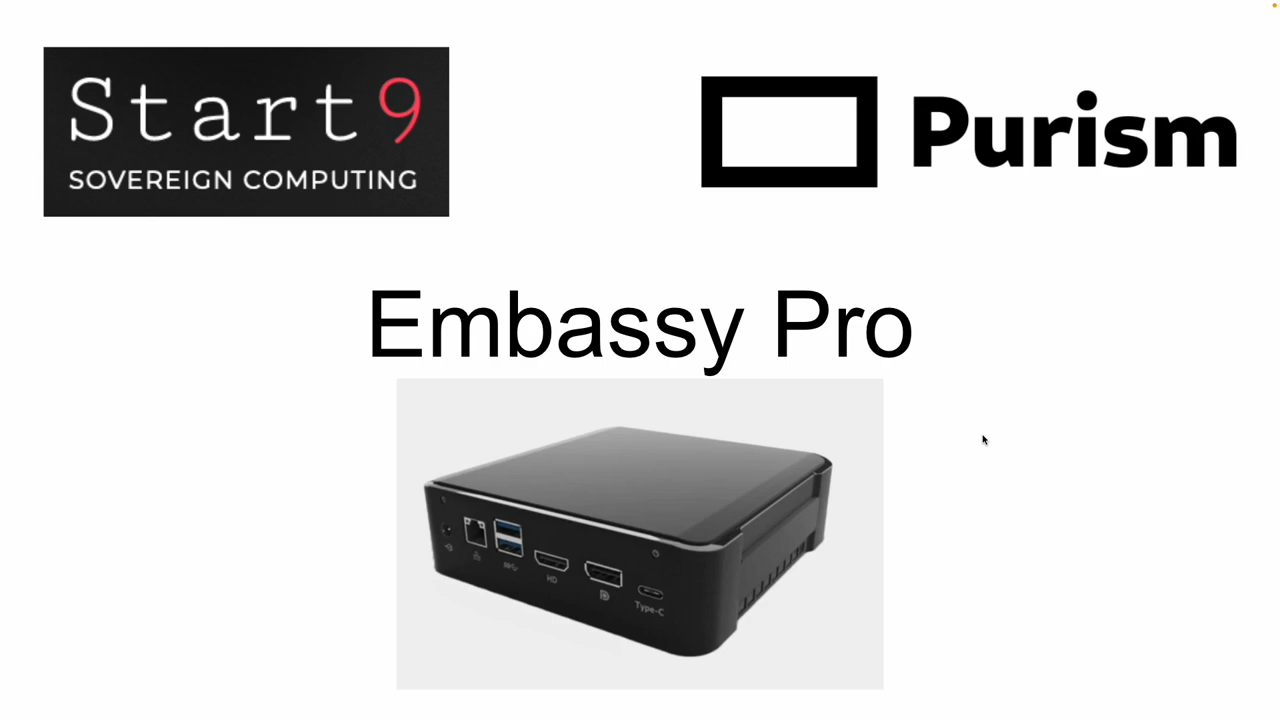 Start9
SOVEREIGN COMPUTING
Purism
Embassy Pro
HD
Type-C